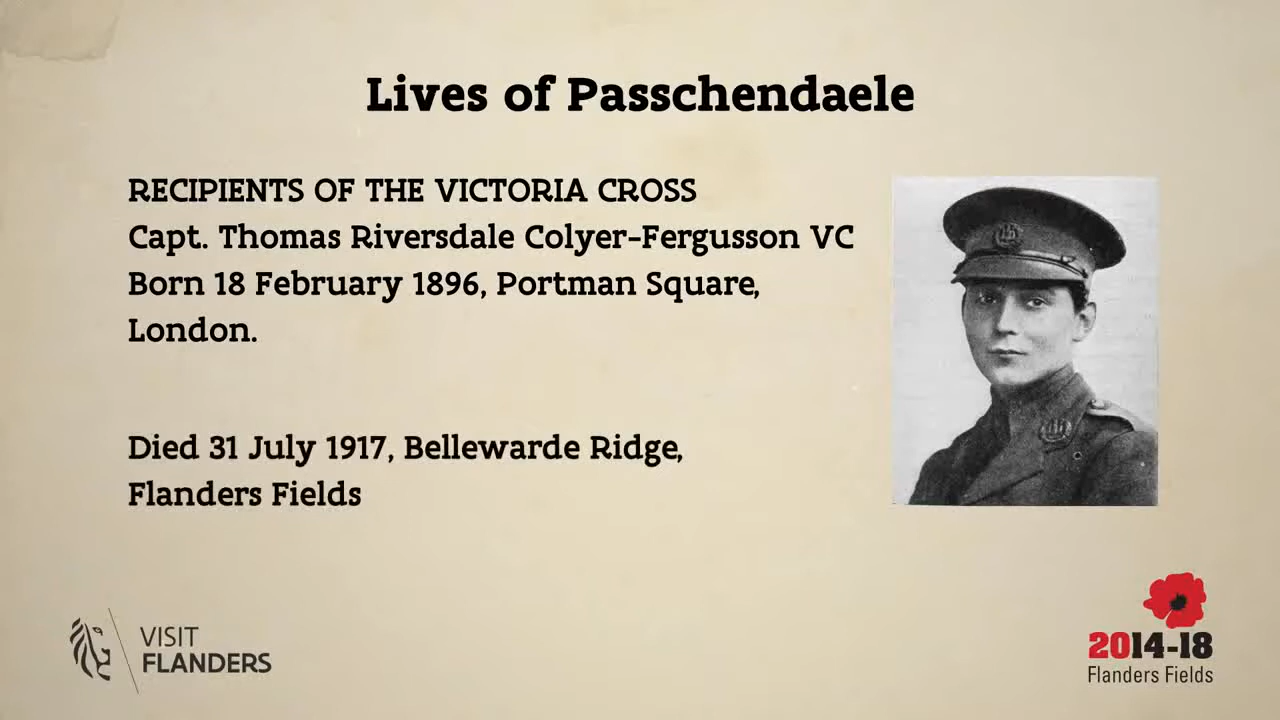 Lives of Passchendaele
RECIPIENTS OF THE VICTORIA CROSS
Capt. Thomas Riversdale Colyer-Fergusson VC
Born 18 February 1896, Portman Square,
London.
Died 31 July 1917, Bellewarde Ridge,
Flanders Fields
VISIT
FLANDERS
2014-18
Flanders Fields